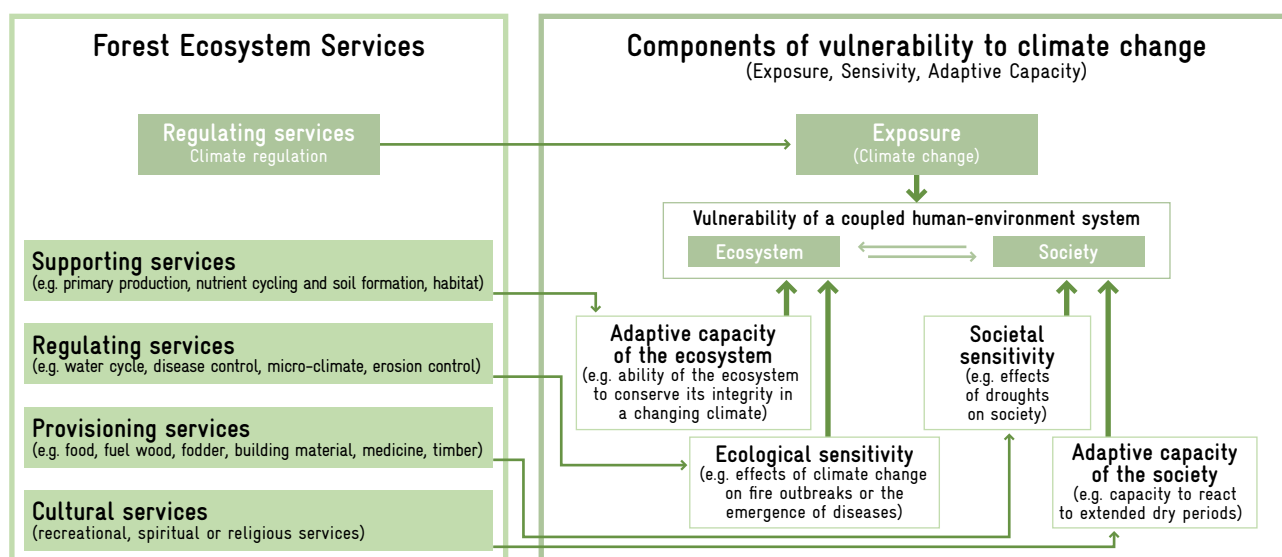 Forest Ecosystem Services
Regulating services
Climate regulation
Supporting services
(e.g. primary production, nutrient cycling and soil formation, habitat)
Regulating services
(e.g. water cycle, disease control, micro-climate, erosion control)
Provisioning services
(e.g. food, fuel wood, fodder, building material, medicine, timber)
Cultural services
(recreational, spiritual or religious services)
Components of vulnerability to climate change
(Exposure, Sensivity, Adaptive Capacity)
Exposure
(Climate change)
Vulnerability of a coupled human-environment system
Ecosystem
Society
Adaptive capacity
of the ecosystem
(e.g. ability of the ecosystem
to conserve its integrity in
a changing climate)
Societal
sensitivity
(e.g. effects
of droughts
on society)
Ecological sensitivity
(e.g. effects of climate change
on fire outbreaks or the
emergence of diseases)
Adaptive capacity
of the society
(e.g. capacity to react
to extended dry periods)